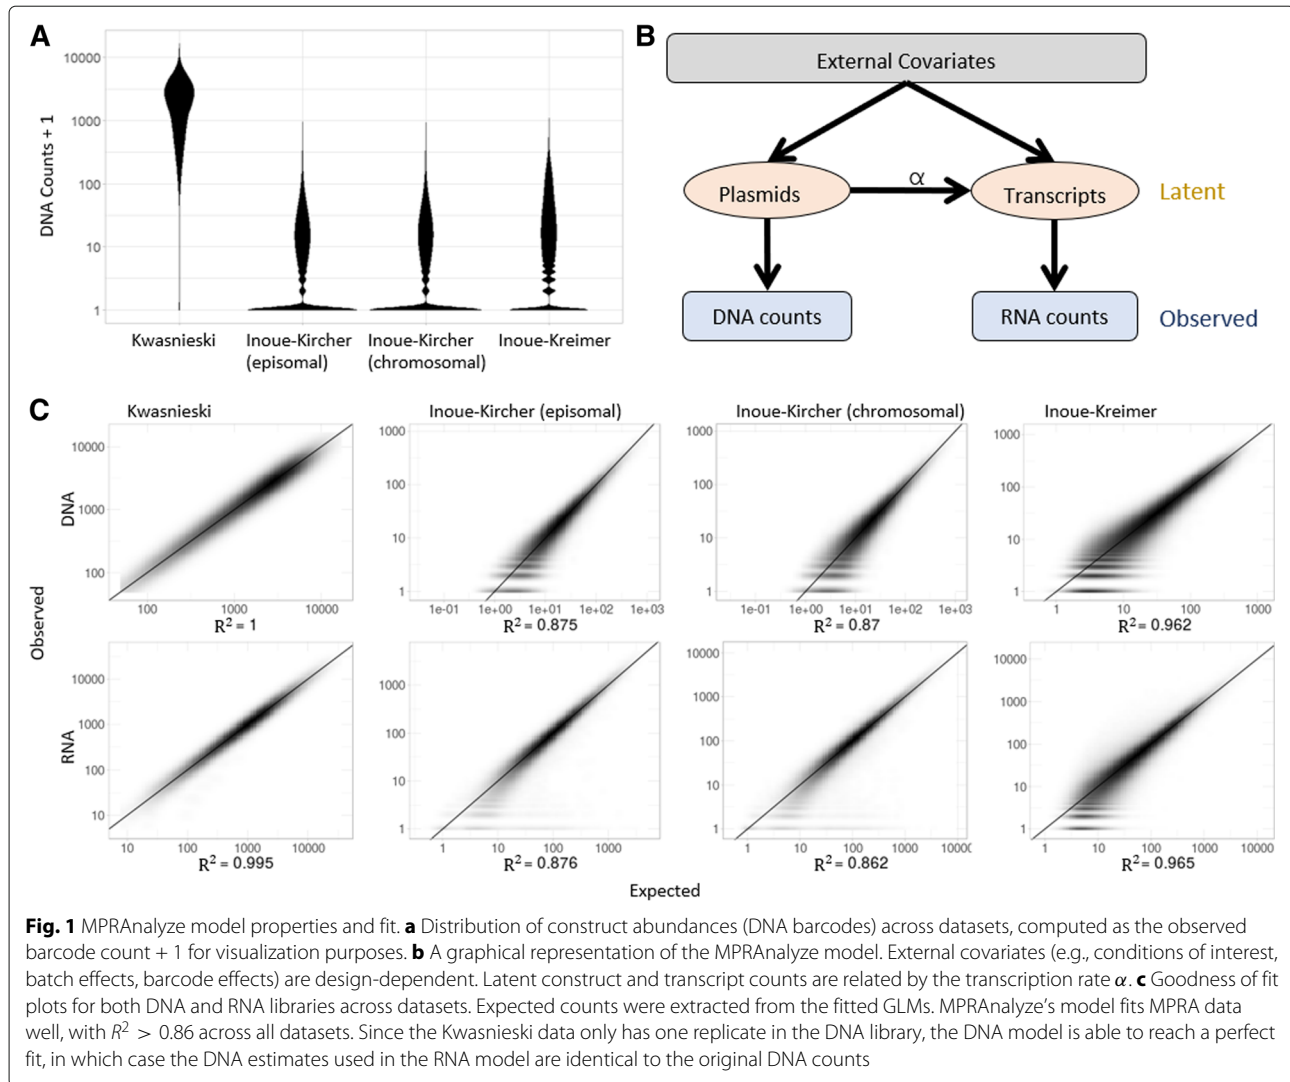 A
DNA Counts + 1
10000
1000
100
10
1
Kwasnieski
Inoue-Kircher
(episomal)
Inoue-Kircher
(chromosomal)
Inoue-Kreimer
B
External Covariates
Plasmids
α
Transcripts
Latent
DNA counts
RNA counts
Observed
C
Kwasnieski
Inoue-Kircher (episomal)
Inoue-Kircher (chromosomal)
Inoue-Kreimer
Observed
DNA
10000
1000
100
100 1000 10000
R² = 1
1000
100
10
1
1e-01 1e+00 1e+01 1e+02 1e+03
R² = 0.875
1000
100
10
1
1e-01 1e+00 1e+01 1e+02 1e+03
R² = 0.87
1000
100
10
1
1 10 100 1000
R² = 0.962
RNA
10000
1000
100
10
10 100 1000 10000
R² = 0.995
1000
100
10
1
1 10 100 1000
R² = 0.876
10000
1000
100
10
1
1 10 100 1000 1000(
R² = 0.862
10000
1000
100
10
1
1 10 100 1000 10000
R² = 0.965
Expected
Fig. 1 MPRAnalyze model properties and fit. a Distribution of construct abundances (DNA barcodes) across datasets, computed as the observed
barcode count + 1 for visualization purposes. b A graphical representation of the MPRAnalyze model. External covariates (e.g., conditions of interest,
batch effects, barcode effects) are design-dependent. Latent construct and transcript counts are related by the transcription rate α. c Goodness of fit
plots for both DNA and RNA libraries across datasets. Expected counts were extracted from the fitted GLMs. MPRAnalyze's model fits MPRA data
well, with R² > 0.86 across all datasets. Since the Kwasnieski data only has one replicate in the DNA library, the DNA model is able to reach a perfect
fit, in which case the DNA estimates used in the RNA model are identical to the original DNA counts